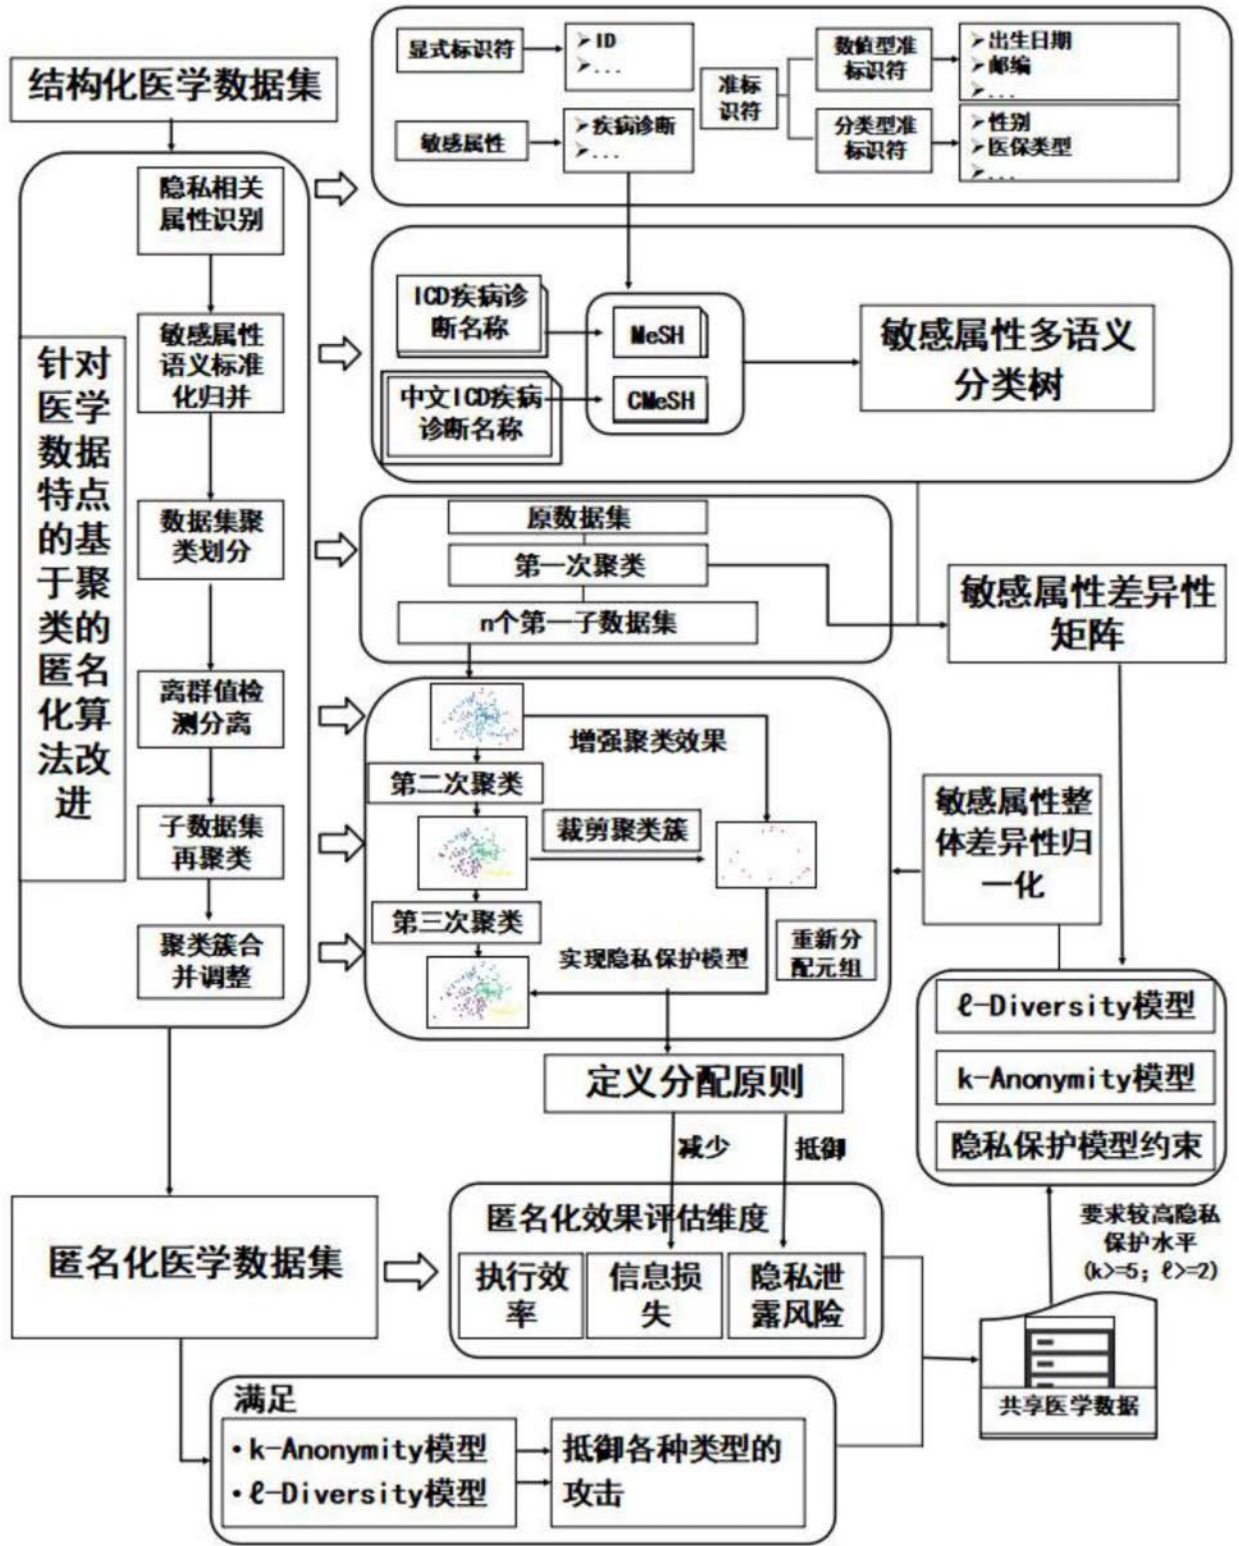 结构化医学数据集
显式标识符
➢ID
➢...
敏感属性
➢疾病诊断
➢...
准标
识符
数值型准
标识符
➢出生日期
➢邮编
➢...
分类型准
标识符
➢性别
➢医保类型
➢...
针对
医学
数据
特点
的基
于聚
类的
匿名
化算
法改
进
隐私相关
属性识别
敏感属性
语义标准
化归并
数据集聚
类划分
离群值检
测分离
子数据集
再聚类
聚类簇合
并调整
ICD疾病诊
断名称
中文ICD疾病
诊断名称
MeSH
CMeSH
敏感属性多语义
分类树
原数据集
第一次聚类
n个第一子数据集
敏感属性差异性
矩阵
增强聚类效果
第二次聚类
裁剪聚类簇
第三次聚类
实现隐私保护模型
重新分
配元组
敏感属性整
体差异性归
一化
ℓ-Diversity模型
k-Anonymity模型
隐私保护模型约束
定义分配原则
减少
抵御
要求较高隐私
保护水平
(k>=5；ℓ>=2)
匿名化医学数据集
匿名化效果评估维度
执行效
率
信息损
失
隐私泄
露风险
共享医学数据
满足
·k-Anonymity模型
·ℓ-Diversity模型
抵御各种类型的
攻击